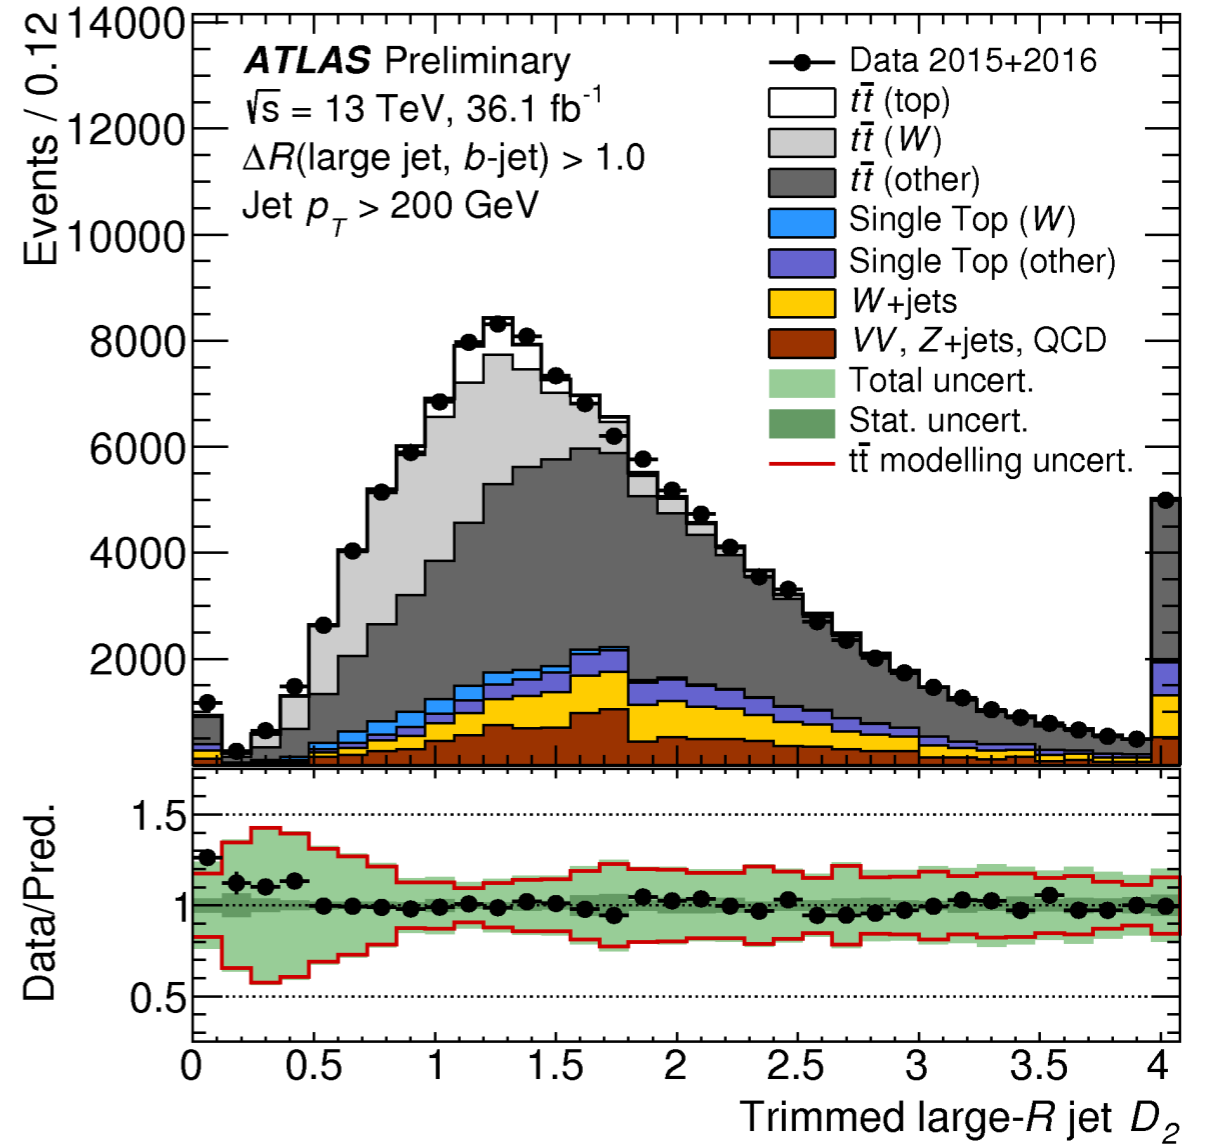 Events / 0.12
14000
12000
10000
8000
6000
4000
2000
ATLAS Preliminary
√s = 13 TeV, 36.1 fb⁻¹
ΔR(large jet, b-jet) > 1.0
Jet p_T > 200 GeV
Data 2015+2016
tt̄ (top)
tt̄ (W)
tt̄ (other)
Single Top (W)
Single Top (other)
W+jets
VV, Z+jets, QCD
Total uncert.
Stat. uncert.
tt̄ modelling uncert.
Data/Pred.
1.5
1
0.5
0 0.5 1 1.5 2 2.5 3 3.5 4
Trimmed large-R jet D₂